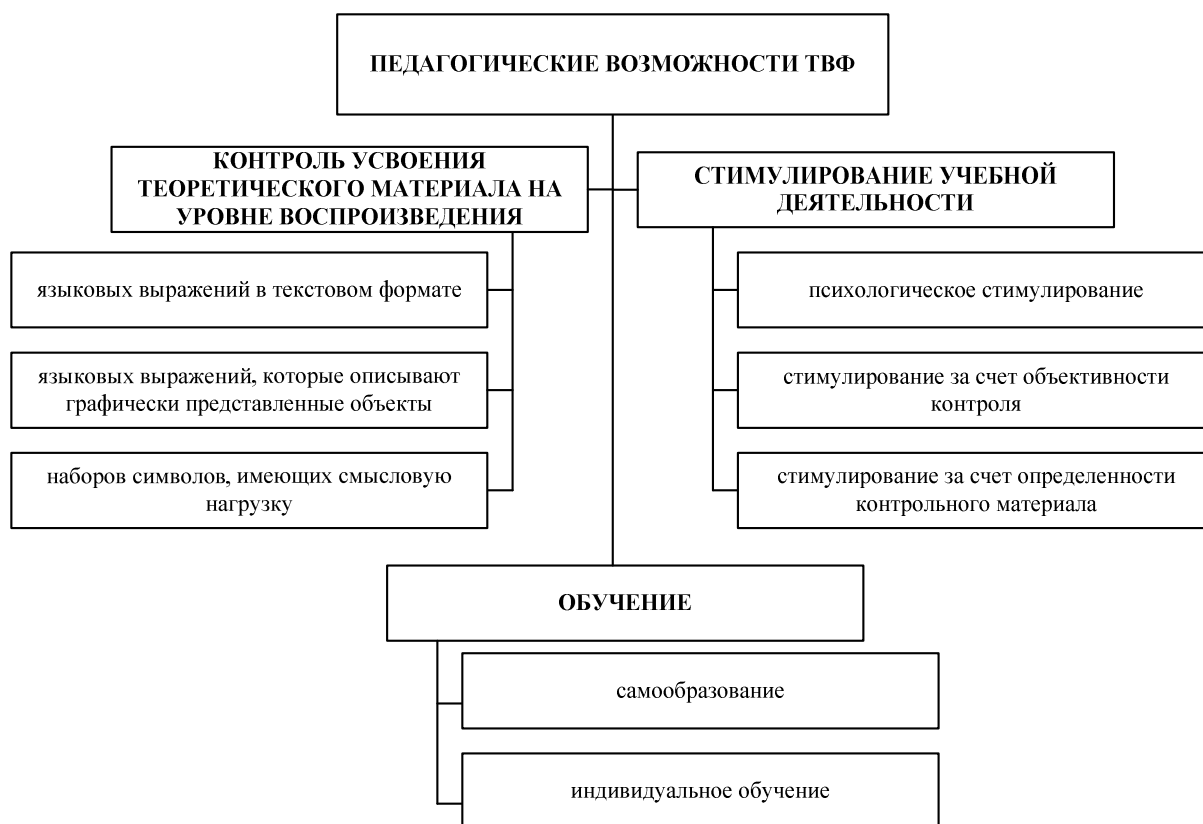 ПЕДАГОГИЧЕСКИЕ ВОЗМОЖНОСТИ ТВФ
КОНТРОЛЬ УСВОЕНИЯ
ТЕОРЕТИЧЕСКОГО МАТЕРИАЛА НА
УРОВНЕ ВОСПРОИЗВЕДЕНИЯ
языковых выражений в текстовом формате
языковых выражений, которые описывают
графически представленные объекты
наборов символов, имеющих смысловую
нагрузку
СТИМУЛИРОВАНИЕ УЧЕБНОЙ
ДЕЯТЕЛЬНОСТИ
психологическое стимулирование
стимулирование за счет объективности
контроля
стимулирование за счет определенности
контрольного материала
ОБУЧЕНИЕ
самообразование
индивидуальное обучение